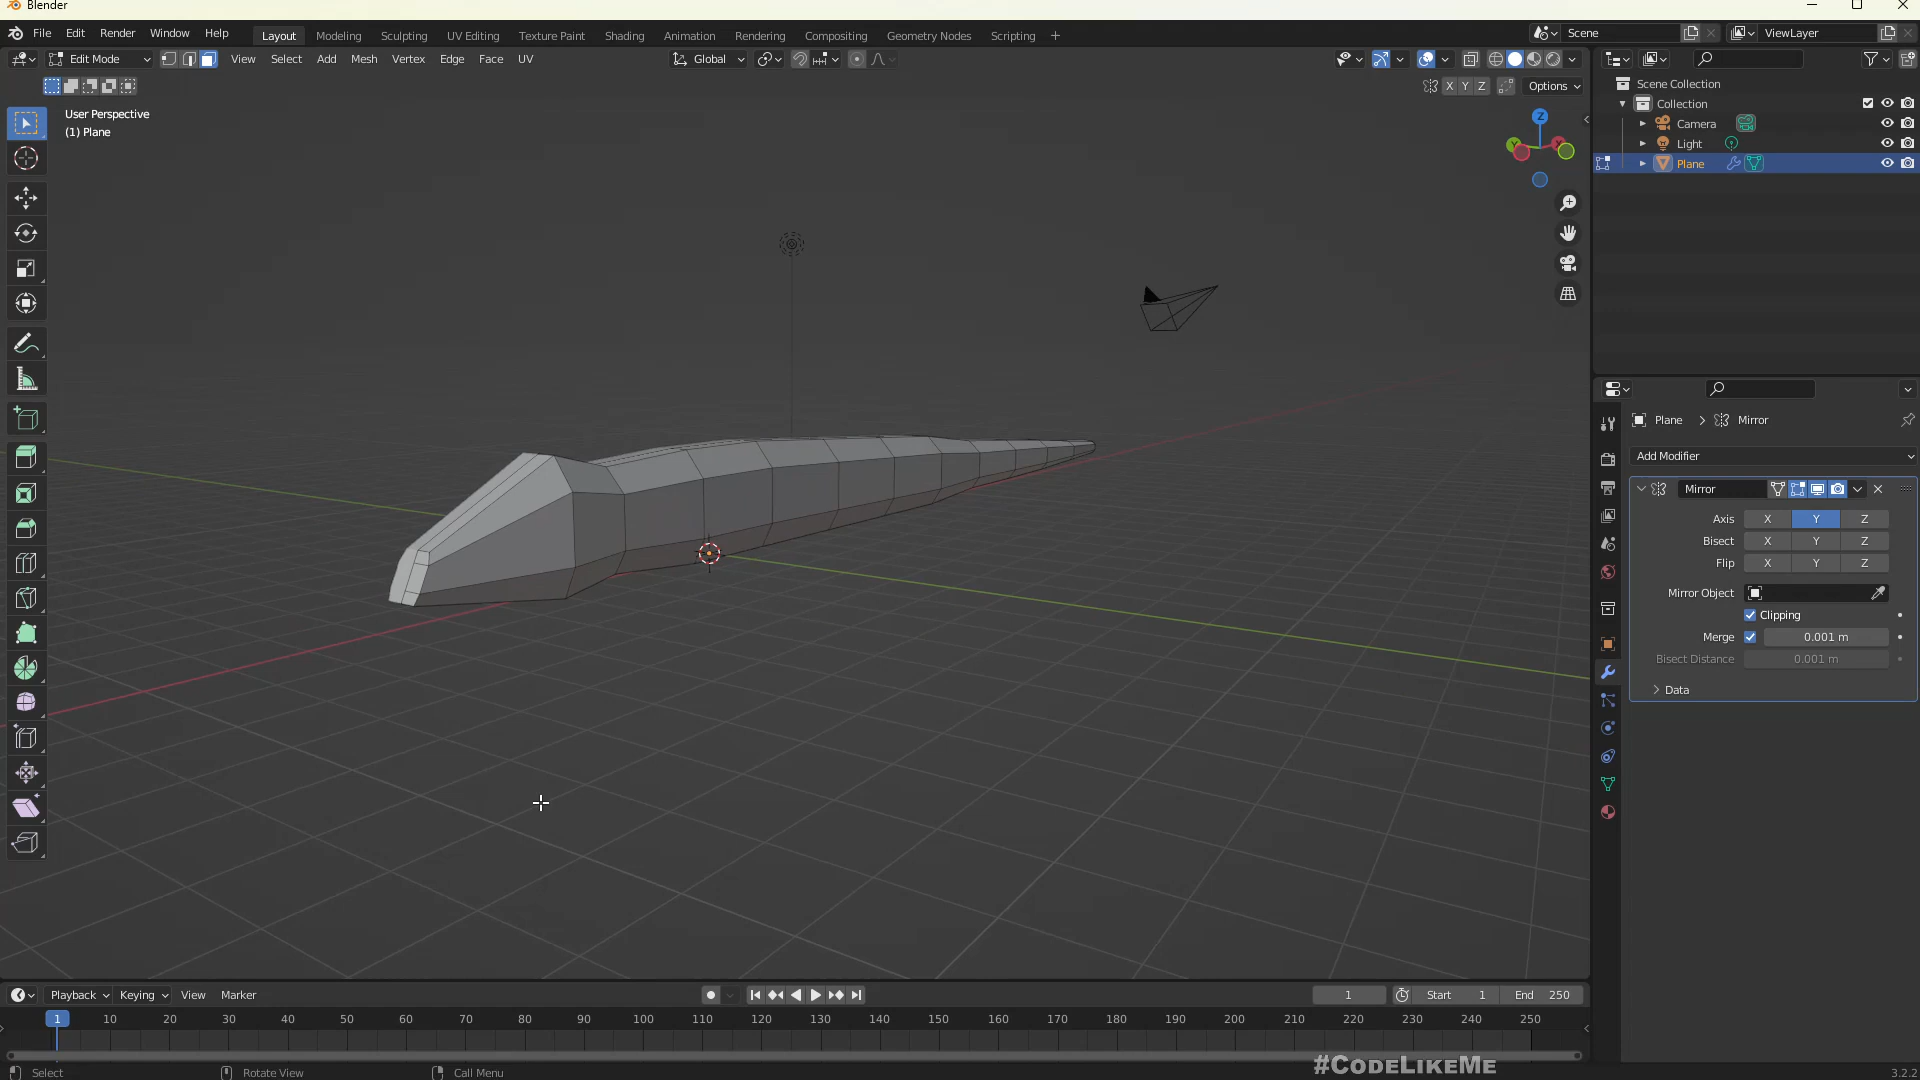 Blender
File Edit Render Window Help
Layout Modeling Sculpting UV Editing Texture Paint Shading Animation Rendering Compositing Geometry Nodes Scripting +
Scene
ViewLayer
Edit Mode
View Select Add Mesh Vertex Edge Face UV
Global
X Y Z
Options
User Perspective
(1) Plane
Z
Scene Collection
Collection
Camera
Light
Plane
Plane > Mirror
Add Modifier
Mirror
Axis X Y Z
Bisect X Y Z
Flip X Y Z
Mirror Object
Clipping
Merge 0.001 m
Bisect Distance 0.001 m
Data
Playback Keying View Marker
1
Start 1
End 250
1 10 20 30 40 50 60 70 80 90 100 110 120 130 140 150 160 170 180 190 200 210 220 230 240 250
Select
Rotate View
Call Menu
#CodeLikeMe
3.2.2